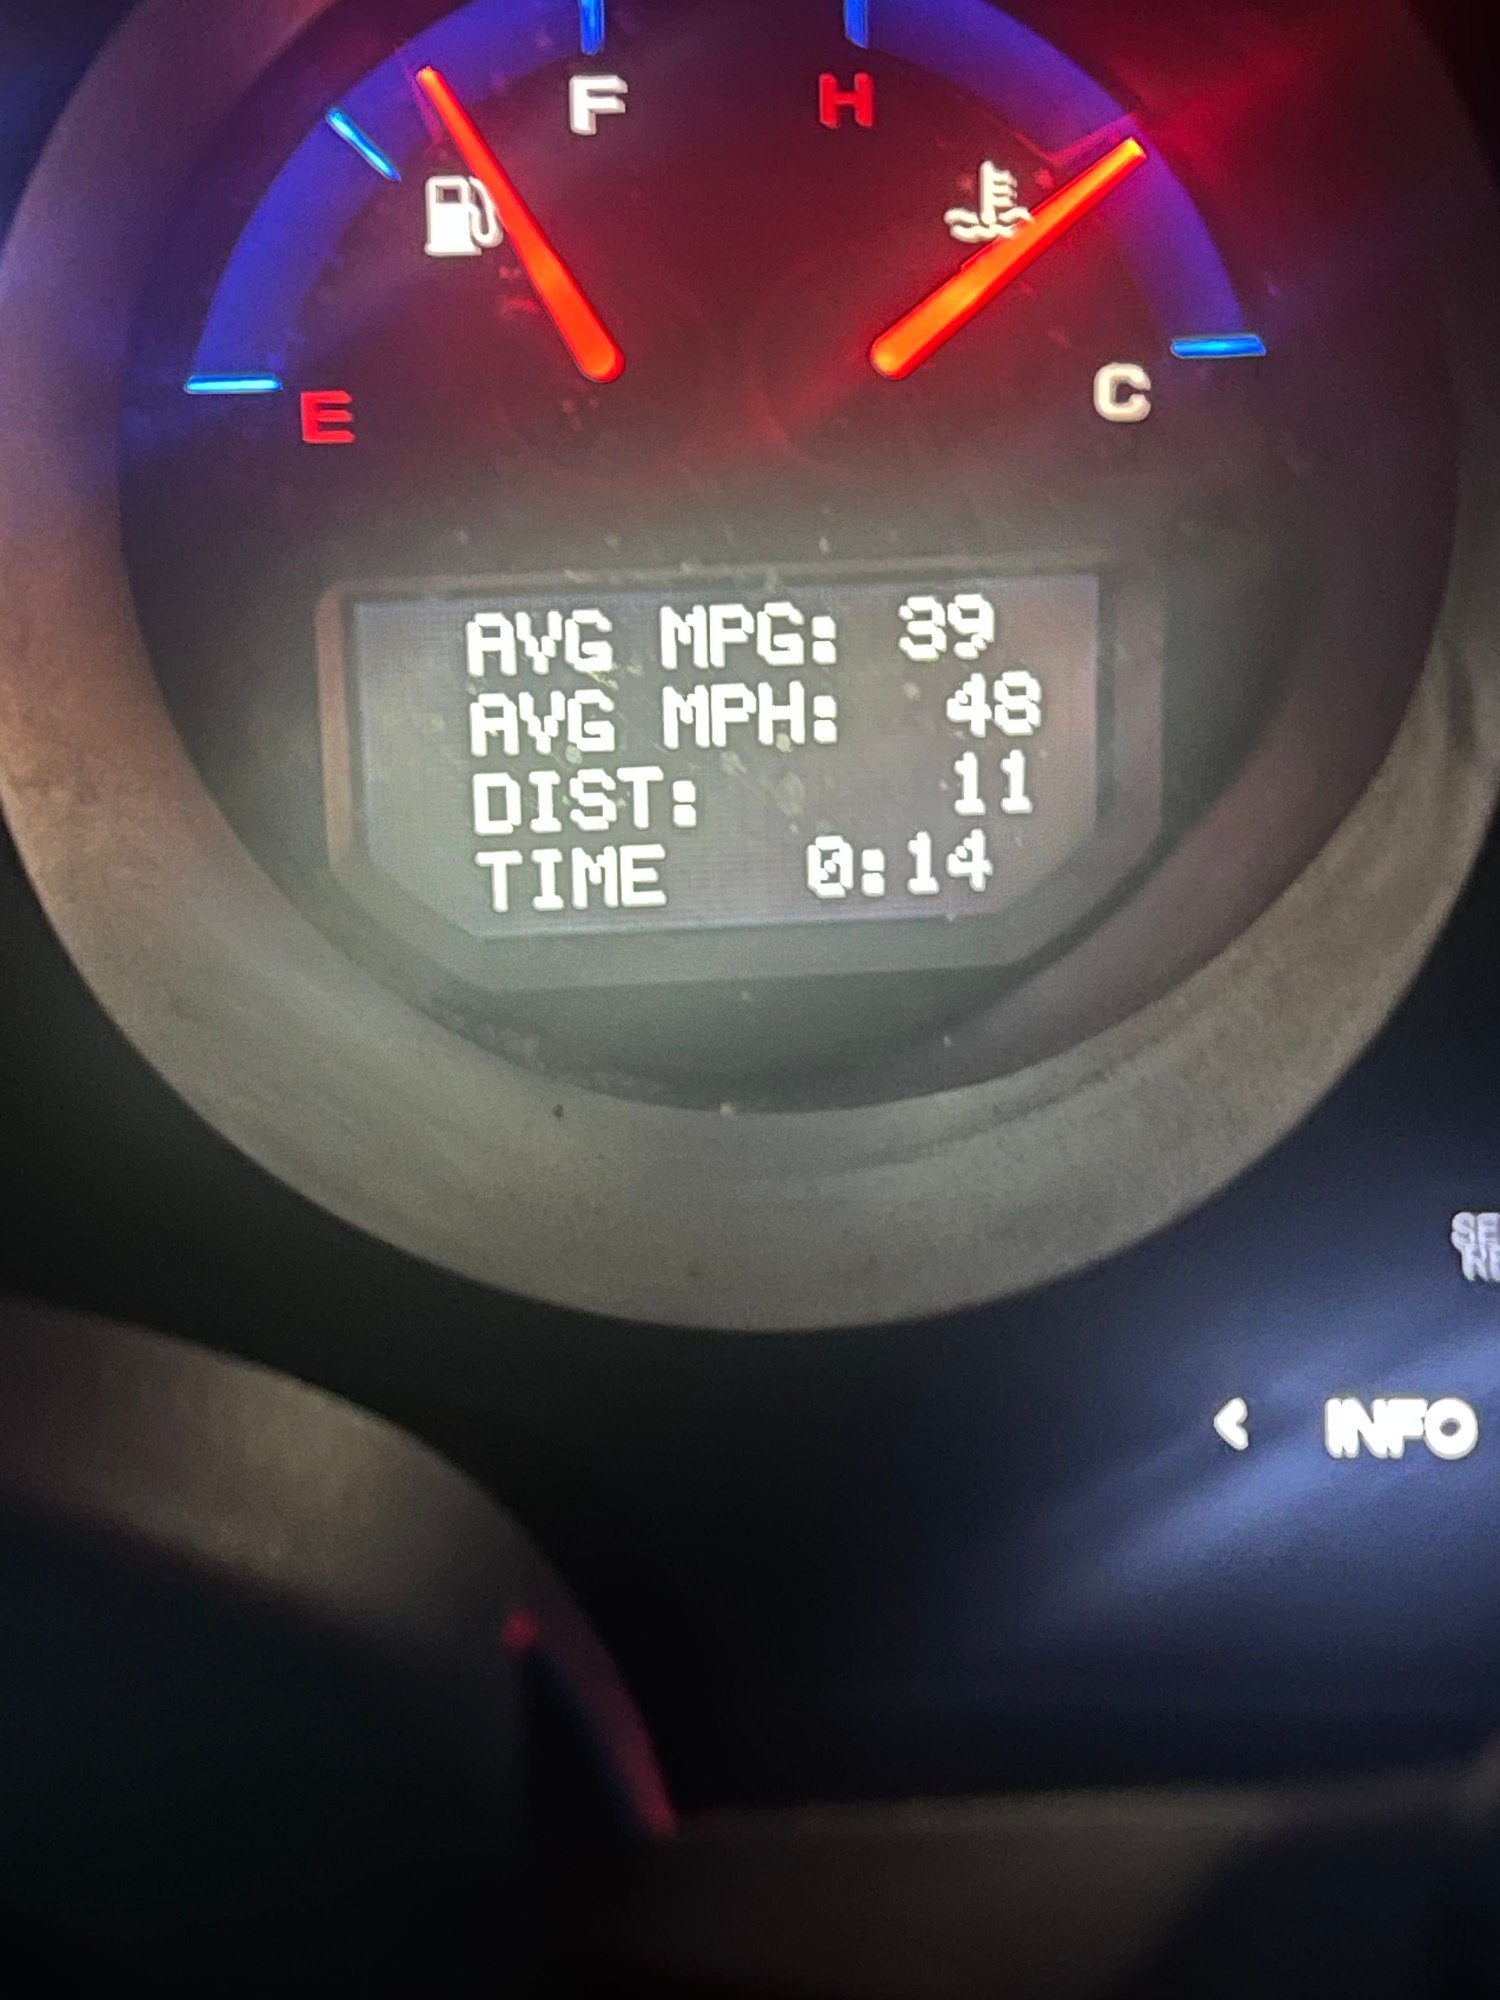 F H
E C
AVG MPG: 39
AVG MPH: 48
DIST: 11
TIME 0:14
< INFO